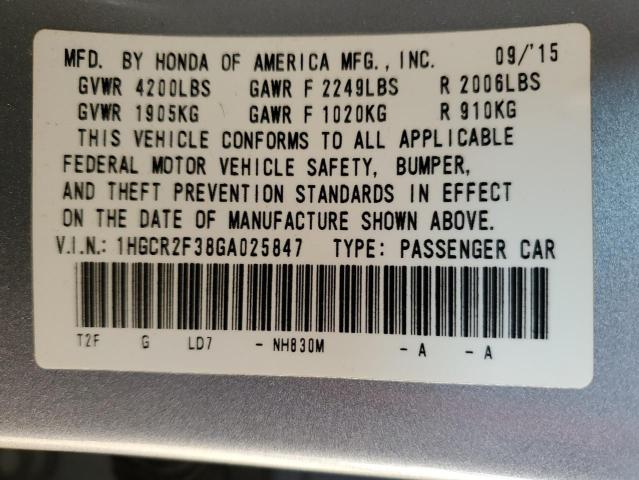 MFD. BY HONDA OF AMERICA MFG., INC. 09/'15
GVWR 4200LBS GAWR F 2249LBS R 2006LBS
GVWR 1905KG GAWR F 1020KG R 910KG
THIS VEHICLE CONFORMS TO ALL APPLICABLE
FEDERAL MOTOR VEHICLE SAFETY, BUMPER,
AND THEFT PREVENTION STANDARDS IN EFFECT
ON THE DATE OF MANUFACTURE SHOWN ABOVE.
V.I.N.: 1HGCR2F38GA025847 TYPE: PASSENGER CAR
T2F G LD7 - NH830M - A - A